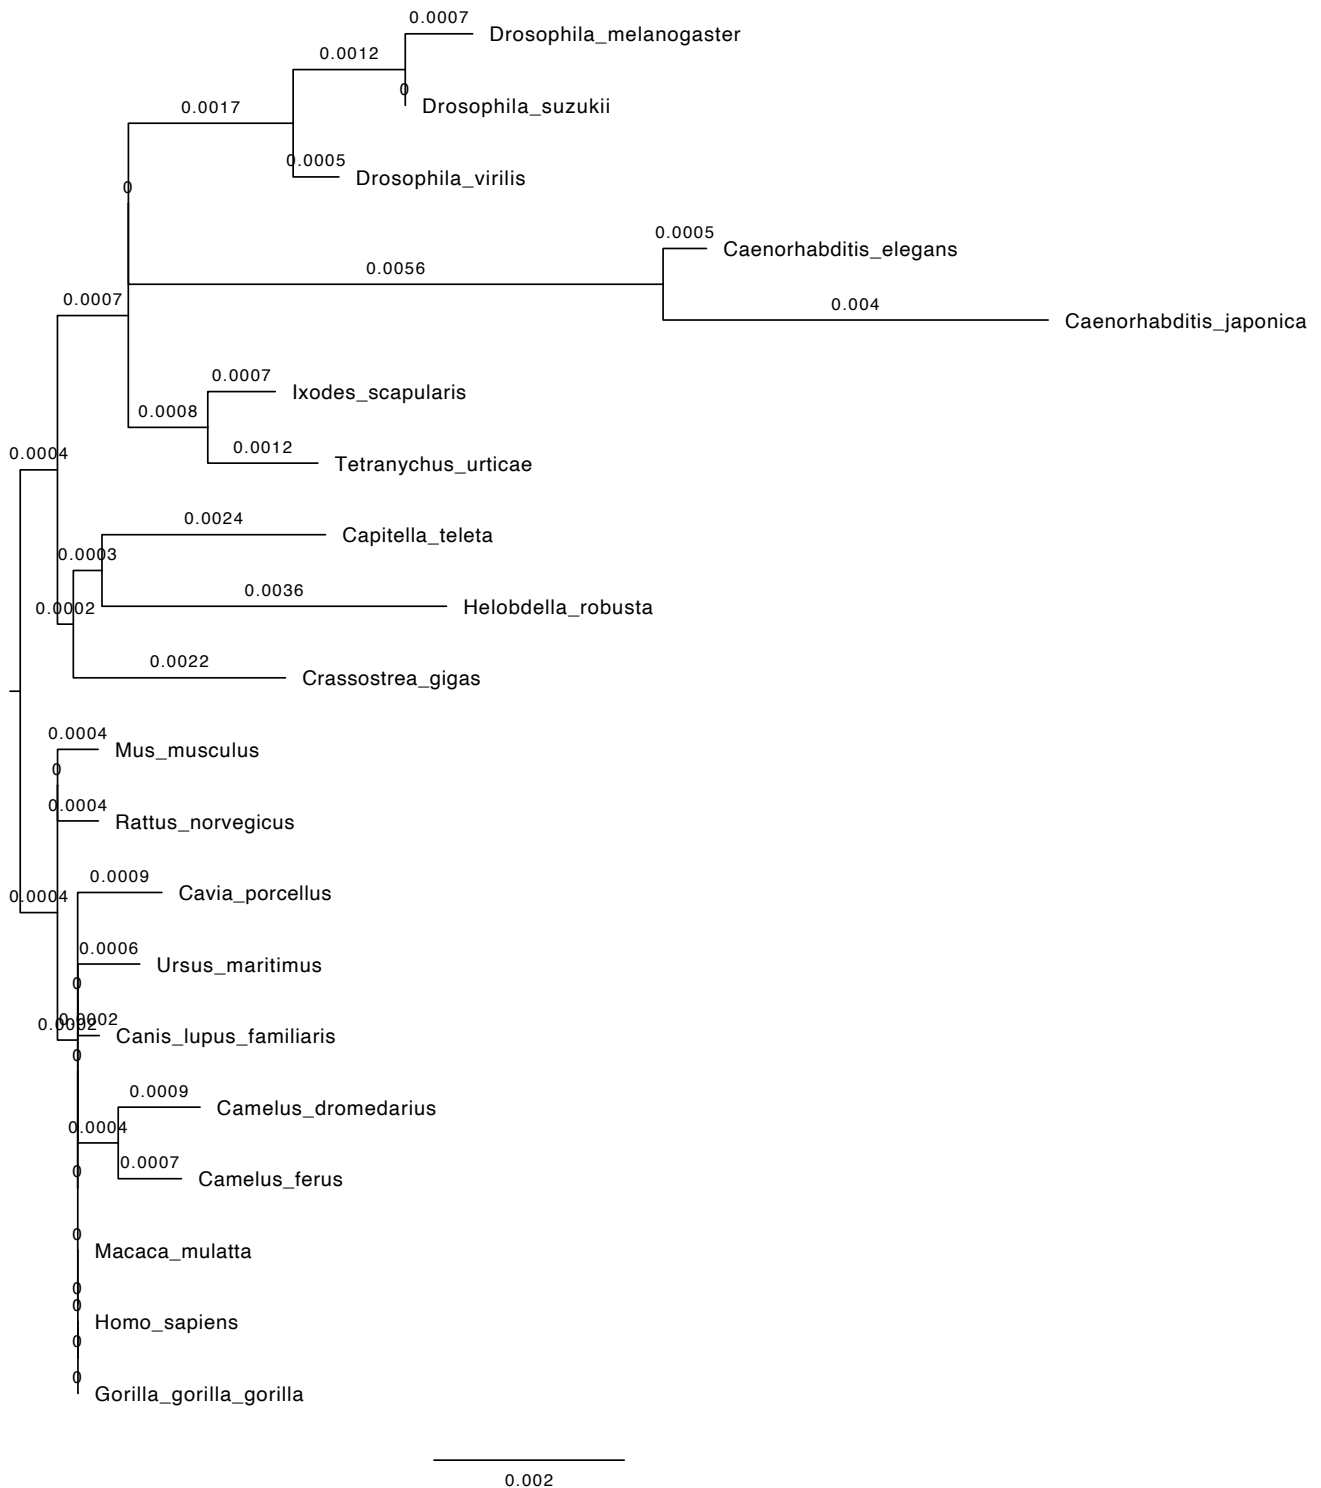 0.0007
Drosophila_melanogaster
0.0012
0
Drosophila_suzukii
0.0017
0.0005
Drosophila_virilis
0
0.0005
Caenorhabditis_elegans
0.0056
0.004
Caenorhabditis_japonica
0.0007
0.0007
Ixodes_scapularis
0.0008
0.0012
Tetranychus_urticae
0.0004
0.0024
Capitella_teleta
0.0003
0.0036
Helobdella_robusta
0.0002
0.0022
Crassostrea_gigas
0.0004
Mus_musculus
0
0.0004
Rattus_norvegicus
0.0009
Cavia_porcellus
0.0004
0.0006
Ursus_maritimus
0
0.0002
0.0002
Canis_lupus_familiaris
0
0.0009
Camelus_dromedarius
0.0004
0.0007
Camelus_ferus
0
0
Macaca_mulatta
0
0
Homo_sapiens
0
0
Gorilla_gorilla_gorilla
0.002